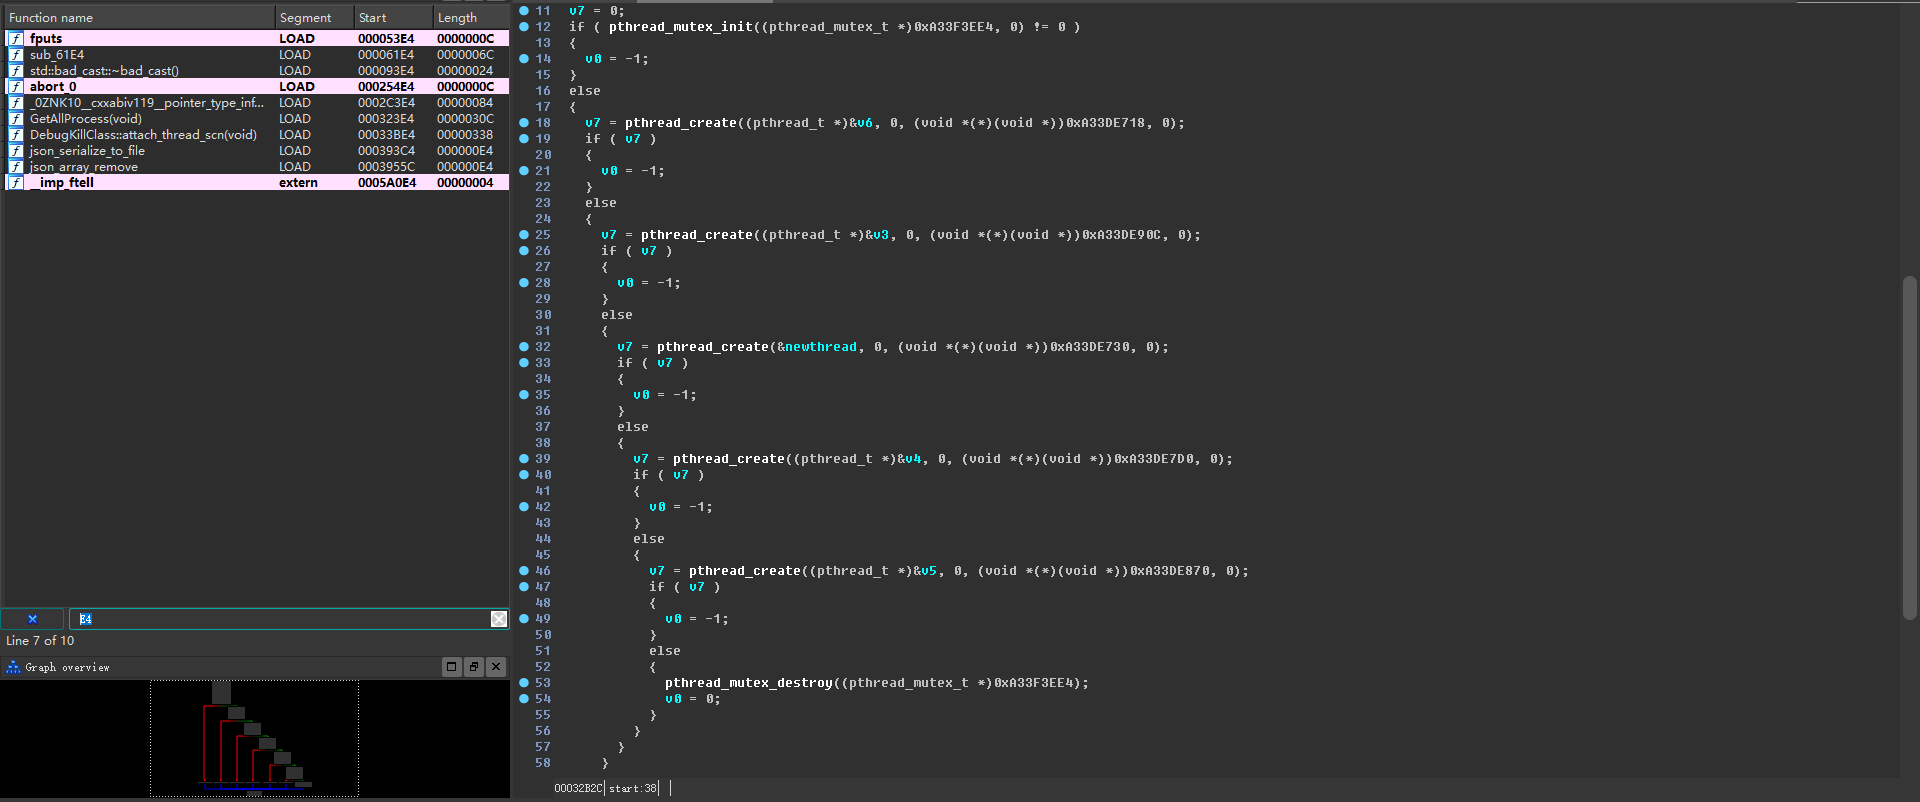 Function name Segment Start Length
f fputs LOAD 000053E4 0000000C
f sub_61E4 LOAD 000061E4 0000006C
f std::bad_cast::~bad_cast() LOAD 000093E4 00000024
f abort_0 LOAD 000254E4 0000000C
f _0ZNK10__cxxabiv119__pointer_type_inf... LOAD 0002C3E4 00000084
f GetAllProcess(void) LOAD 000323E4 0000030C
f DebugKillClass::attach_thread_scn(void) LOAD 00033BE4 00000338
f json_serialize_to_file LOAD 000393C4 000000E4
f json_array_remove LOAD 0003955C 000000E4
f __imp_ftell extern 0005A0E4 00000004
E4
Line 7 of 10
Graph overview
11 v7 = 0;
12 if ( pthread_mutex_init((pthread_mutex_t *)0xA33F3EE4, 0) != 0 )
13 {
14 v0 = -1;
15 }
16 else
17 {
18 v7 = pthread_create((pthread_t *)&v6, 0, (void *(*)(void *))0xA33DE718, 0);
19 if ( v7 )
20 {
21 v0 = -1;
22 }
23 else
24 {
25 v7 = pthread_create((pthread_t *)&v3, 0, (void *(*)(void *))0xA33DE90C, 0);
26 if ( v7 )
27 {
28 v0 = -1;
29 }
30 else
31 {
32 v7 = pthread_create(&newthread, 0, (void *(*)(void *))0xA33DE730, 0);
33 if ( v7 )
34 {
35 v0 = -1;
36 }
37 else
38 {
39 v7 = pthread_create((pthread_t *)&v4, 0, (void *(*)(void *))0xA33DE7D0, 0);
40 if ( v7 )
41 {
42 v0 = -1;
43 }
44 else
45 {
46 v7 = pthread_create((pthread_t *)&v5, 0, (void *(*)(void *))0xA33DE870, 0);
47 if ( v7 )
48 {
49 v0 = -1;
50 }
51 else
52 {
53 pthread_mutex_destroy((pthread_mutex_t *)0xA33F3EE4);
54 v0 = 0;
55 }
56 }
57 }
58 }
00032B2C start:38